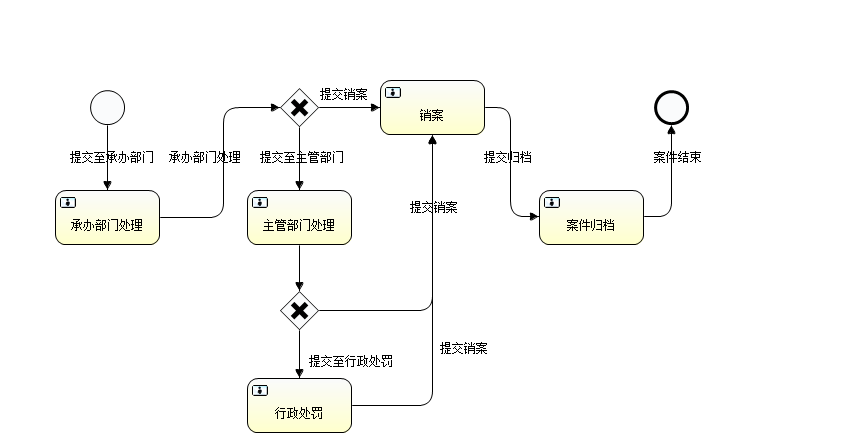 提交销案
销案
提交至承办部门
承办部门处理
提交至主管部门
提交归档
案件结束
承办部门处理
主管部门处理
提交销案
案件归档
提交销案
提交至行政处罚
行政处罚